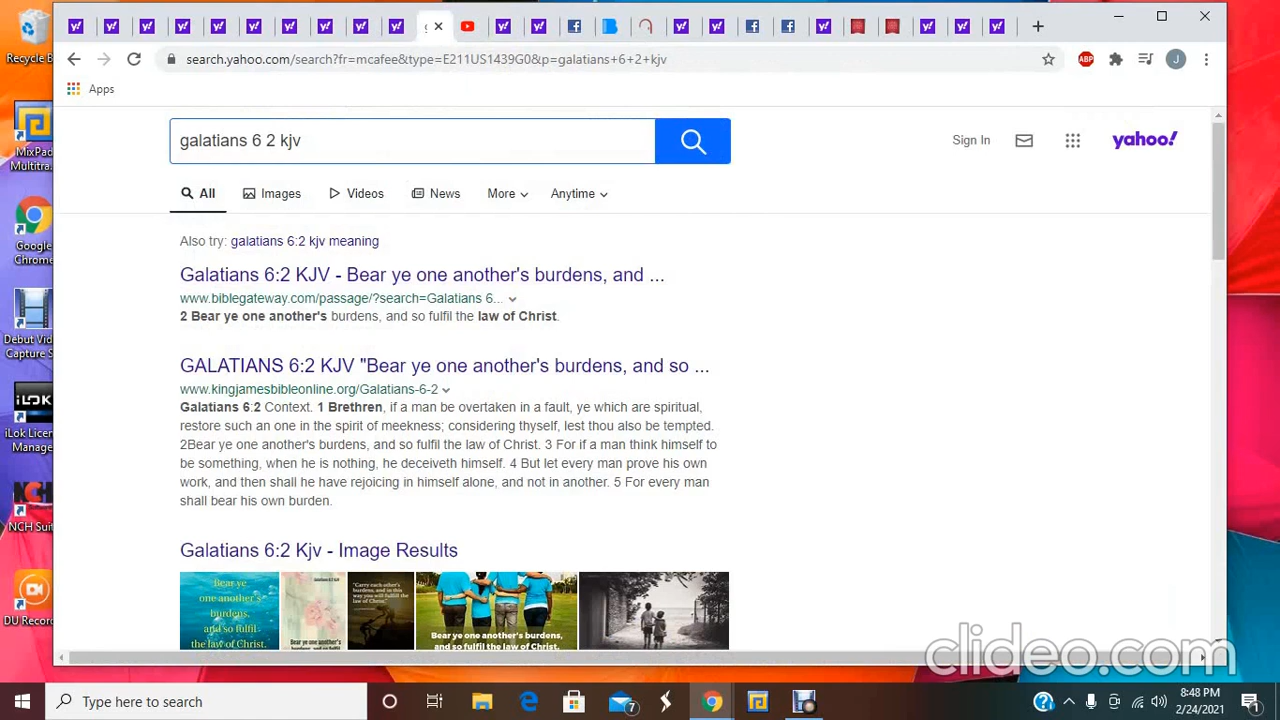 Recycle B
search.yahoo.com/search?fr=mcafee&type=E211US1439G0&p=galatians+6+2+kjv
ABP
J
Apps
galatians 6 2 kjv
Sign In
yahoo!
All
Images
Videos
News
More
Anytime
MixPad
Multitra..
Google
Chrome
Debut Vid
Capture S
iLOK
iLok Licen
Manage
NCH
NCH Suit
DU Record
Also try: galatians 6:2 kjv meaning
Galatians 6:2 KJV - Bear ye one another's burdens, and ...
www.biblegateway.com/passage/?search=Galatians 6...
2 Bear ye one another's burdens, and so fulfil the law of Christ.
GALATIANS 6:2 KJV "Bear ye one another's burdens, and so ...
www.kingjamesbibleonline.org/Galatians-6-2
Galatians 6:2 Context. 1 Brethren, if a man be overtaken in a fault, ye which are spiritual,
restore such an one in the spirit of meekness; considering thyself, lest thou also be tempted.
2Bear ye one another's burdens, and so fulfil the law of Christ. 3 For if a man think himself to
be something, when he is nothing, he deceiveth himself. 4 But let every man prove his own
work, and then shall he have rejoicing in himself alone, and not in another. 5 For every man
shall bear his own burden.
Galatians 6:2 Kjv - Image Results
Bear ye
one another's
burdens,
and so fulfil
the law of Christ.
Bear ye one another's burdens,
and so fulfil the law of Christ.
clideo.com
Type here to search
7
8:48 PM
2/24/2021
1